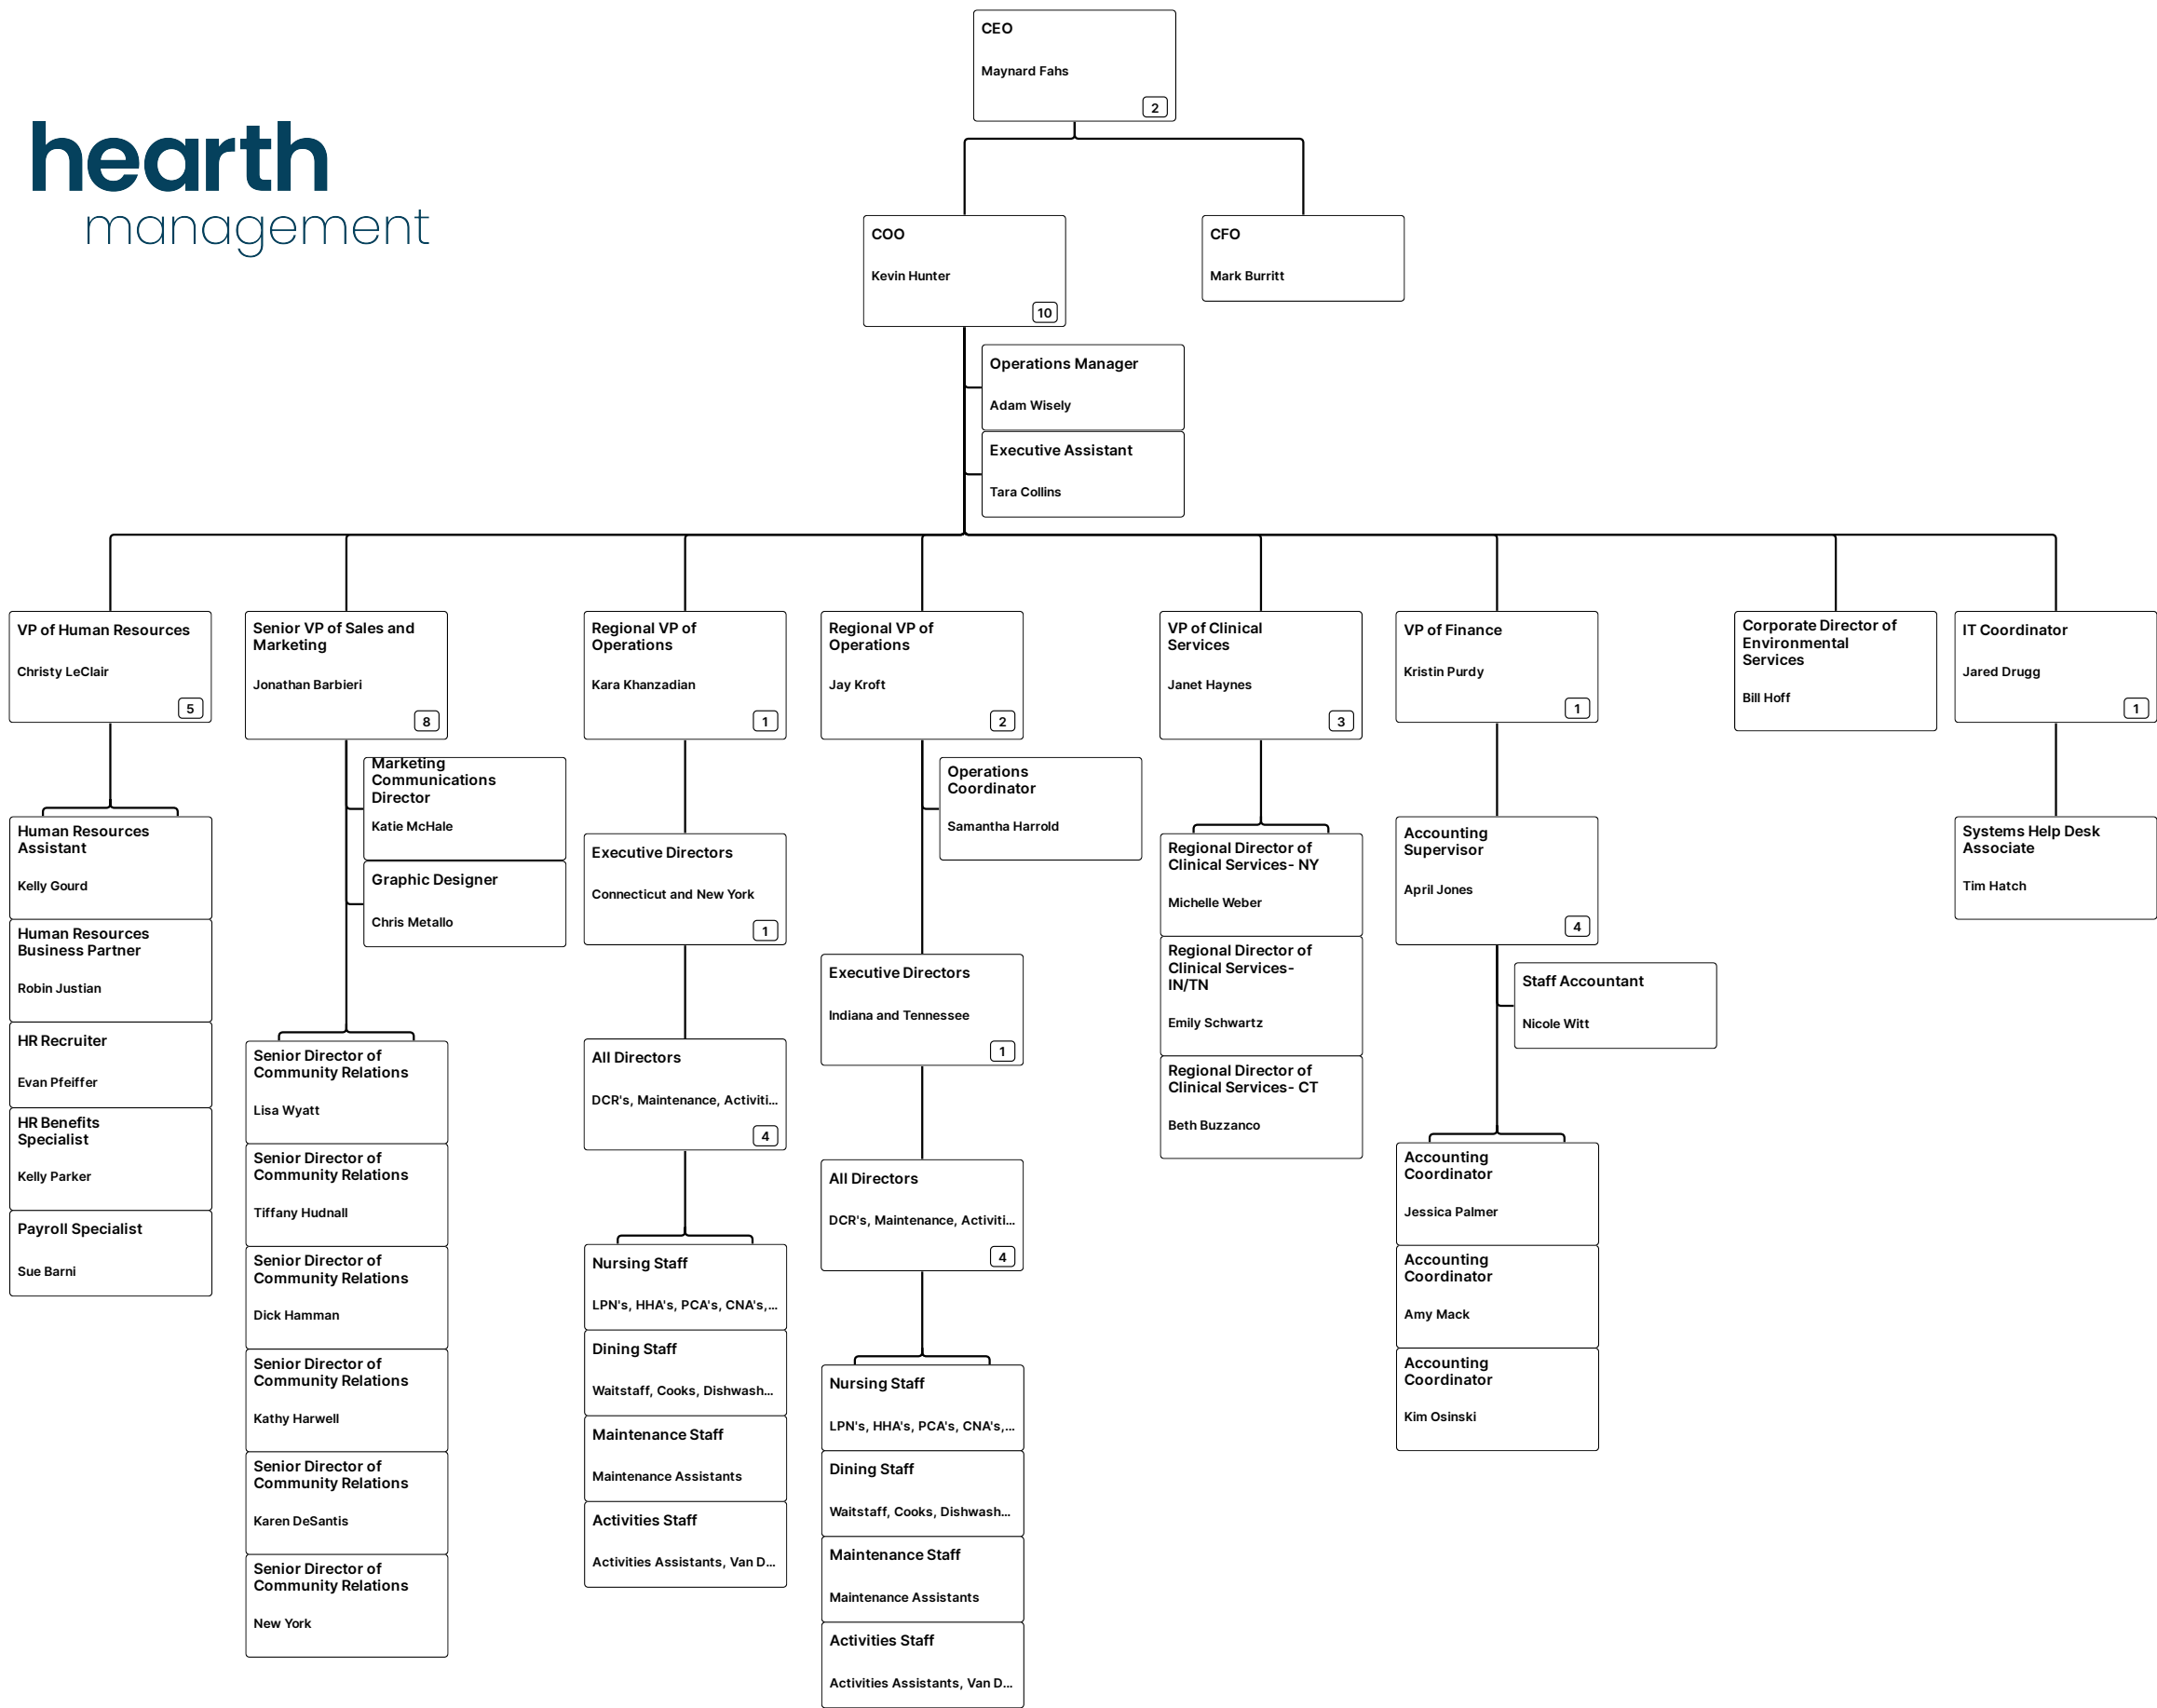 hearth
management
CEO
Maynard Fahs
2
COO
Kevin Hunter
10
CFO
Mark Burritt
Operations Manager
Adam Wisely
Executive Assistant
Tara Collins
VP of Human Resources
Christy LeClair
5
Human Resources
Assistant
Kelly Gourd
Human Resources
Business Partner
Robin Justian
HR Recruiter
Evan Pfeiffer
HR Benefits
Specialist
Kelly Parker
Payroll Specialist
Sue Barni
Senior VP of Sales and
Marketing
Jonathan Barbieri
8
Marketing
Communications
Director
Katie McHale
Graphic Designer
Chris Metallo
Senior Director of
Community Relations
Lisa Wyatt
Senior Director of
Community Relations
Tiffany Hudnall
Senior Director of
Community Relations
Dick Hamman
Senior Director of
Community Relations
Kathy Harwell
Senior Director of
Community Relations
Karen DeSantis
Senior Director of
Community Relations
New York
Regional VP of
Operations
Kara Khanzadian
1
Executive Directors
Connecticut and New York
1
All Directors
DCR's, Maintenance, Activiti...
4
Nursing Staff
LPN's, HHA's, PCA's, CNA's,...
Dining Staff
Waitstaff, Cooks, Dishwash...
Maintenance Staff
Maintenance Assistants
Activities Staff
Activities Assistants, Van D...
Regional VP of
Operations
Jay Kroft
2
Operations
Coordinator
Samantha Harrold
Executive Directors
Indiana and Tennessee
1
All Directors
DCR's, Maintenance, Activiti...
4
Nursing Staff
LPN's, HHA's, PCA's, CNA's,...
Dining Staff
Waitstaff, Cooks, Dishwash...
Maintenance Staff
Maintenance Assistants
Activities Staff
Activities Assistants, Van D...
VP of Clinical
Services
Janet Haynes
3
Regional Director of
Clinical Services- NY
Michelle Weber
Regional Director of
Clinical Services-
IN/TN
Emily Schwartz
Regional Director of
Clinical Services- CT
Beth Buzzanco
VP of Finance
Kristin Purdy
1
Accounting
Supervisor
April Jones
4
Staff Accountant
Nicole Witt
Accounting
Coordinator
Jessica Palmer
Accounting
Coordinator
Amy Mack
Accounting
Coordinator
Kim Osinski
Corporate Director of
Environmental
Services
Bill Hoff
IT Coordinator
Jared Drugg
1
Systems Help Desk
Associate
Tim Hatch